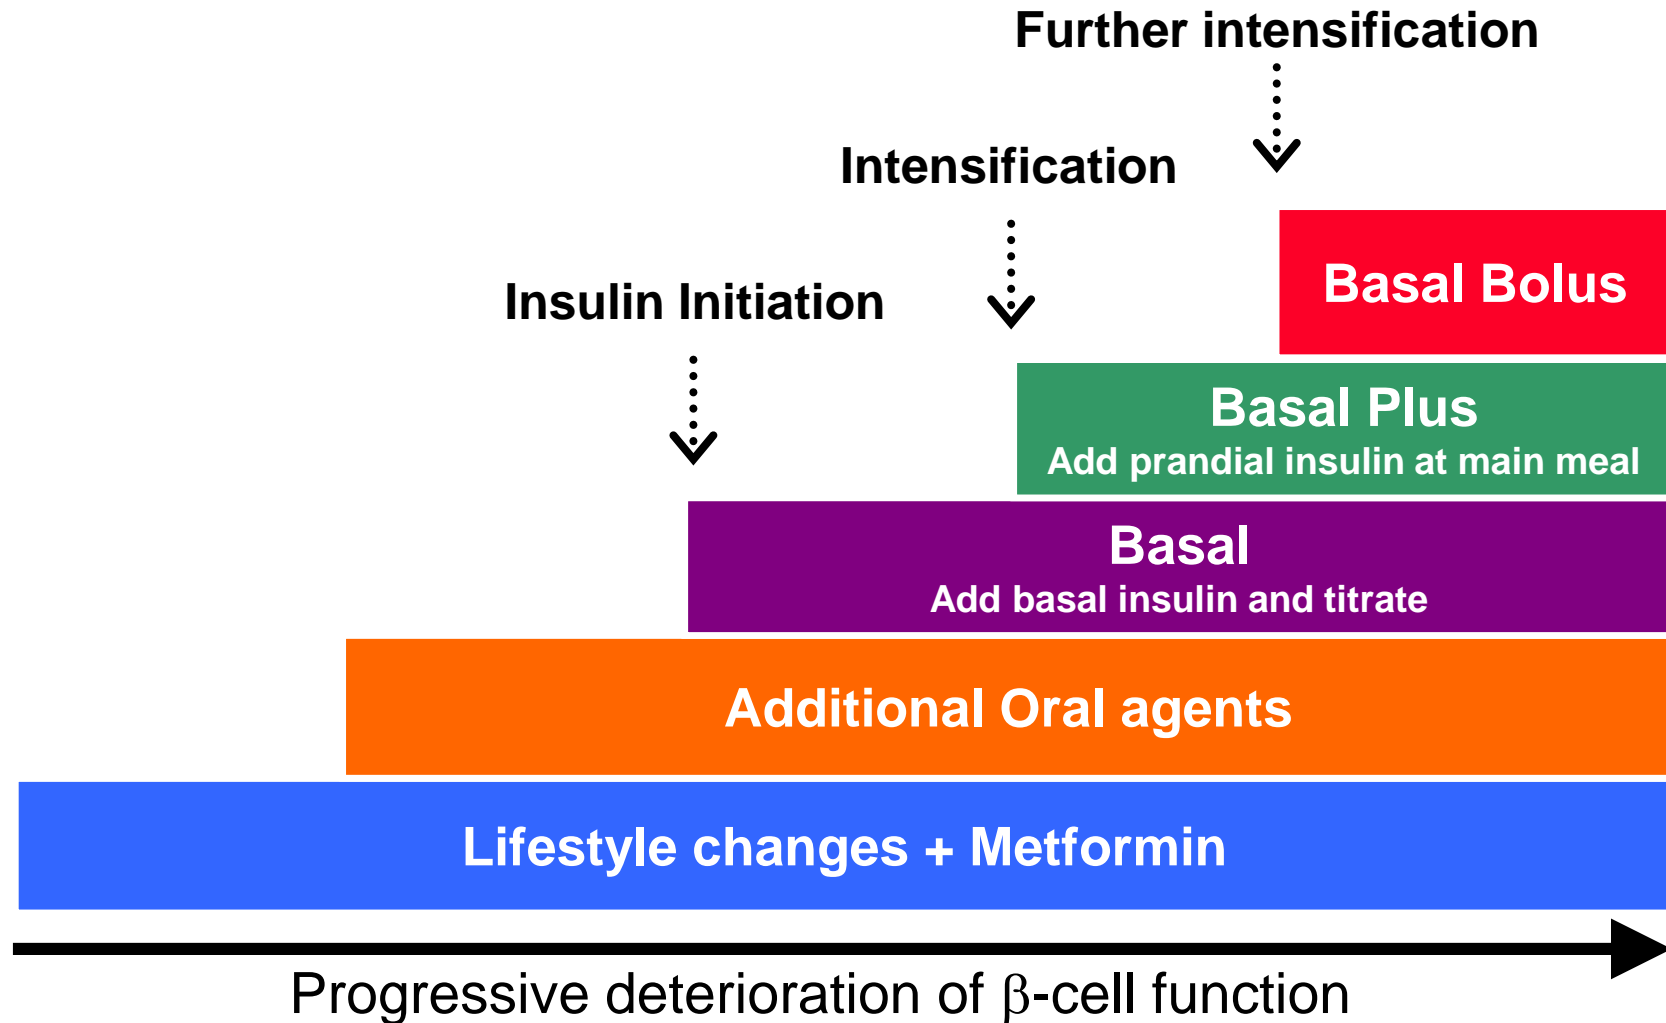 Further intensification
Intensification
Insulin Initiation
Basal Bolus
Basal Plus
Add prandial insulin at main meal
Basal
Add basal insulin and titrate
Additional Oral agents
Lifestyle changes + Metformin
Progressive deterioration of β-cell function